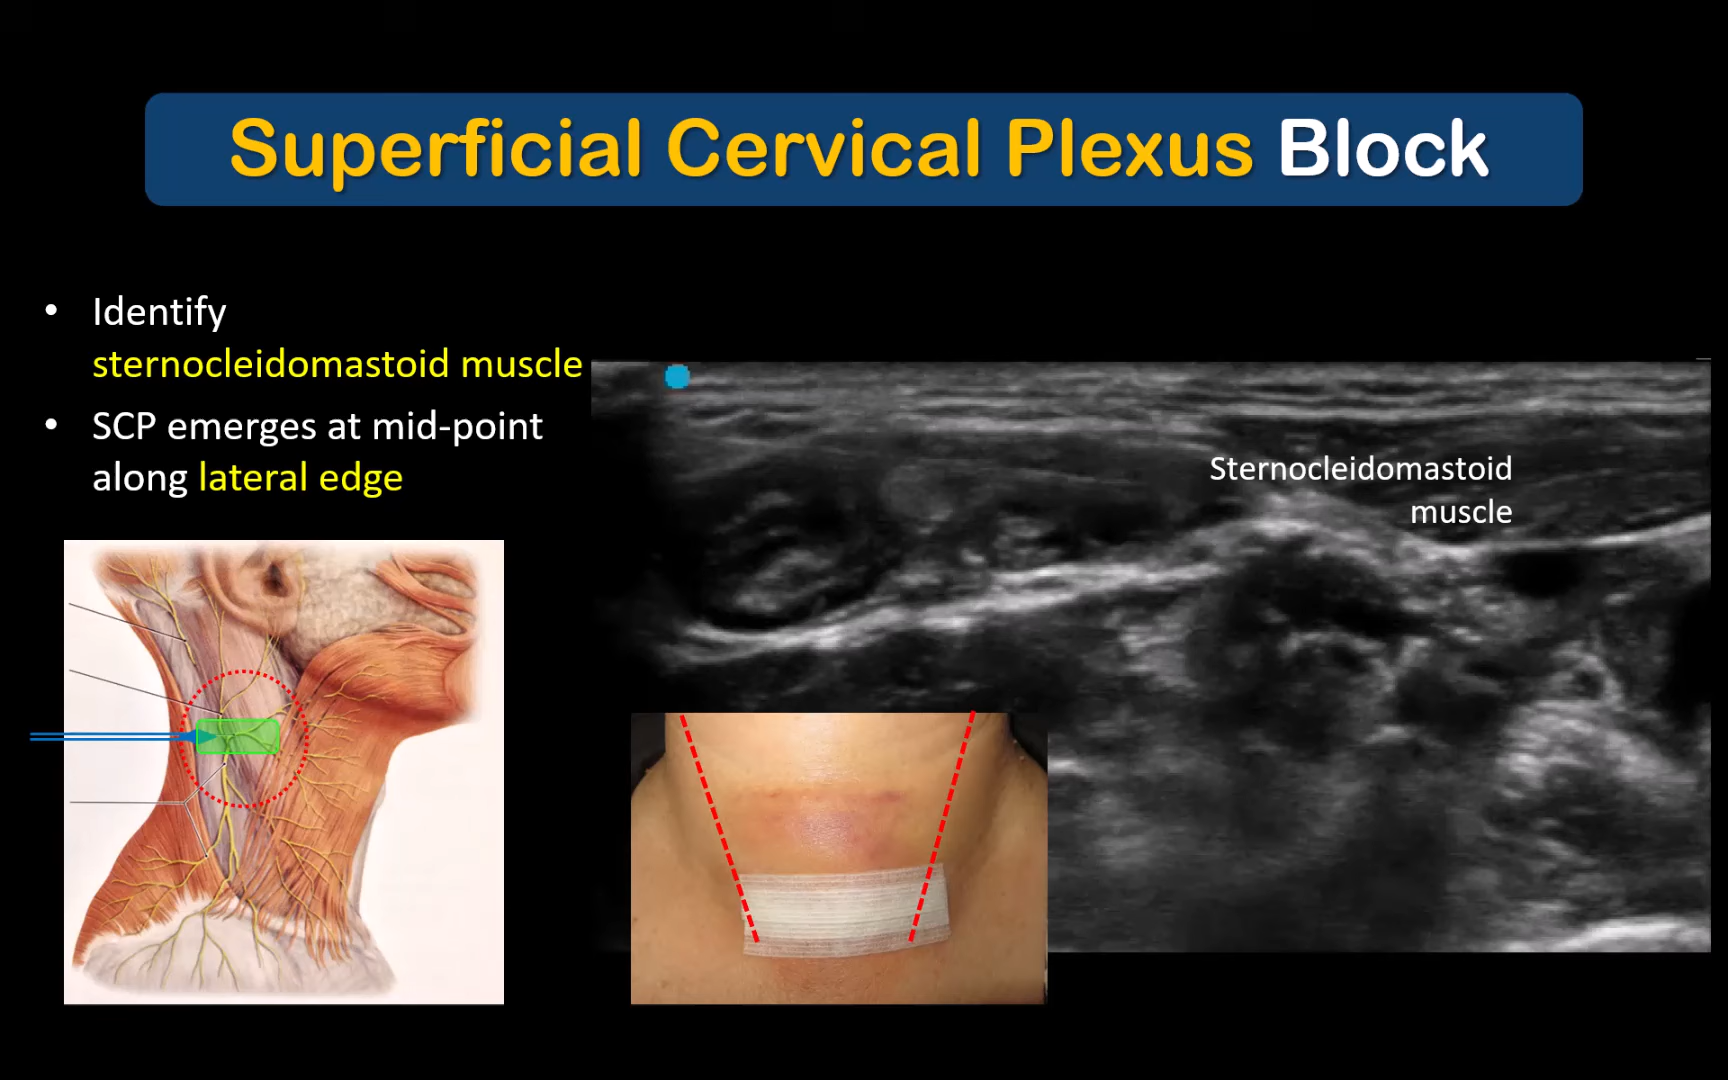 Superficial Cervical Plexus Block
• Identify
sternocleidomastoid muscle
• SCP emerges at mid-point
along lateral edge
Sternocleidomastoid
muscle